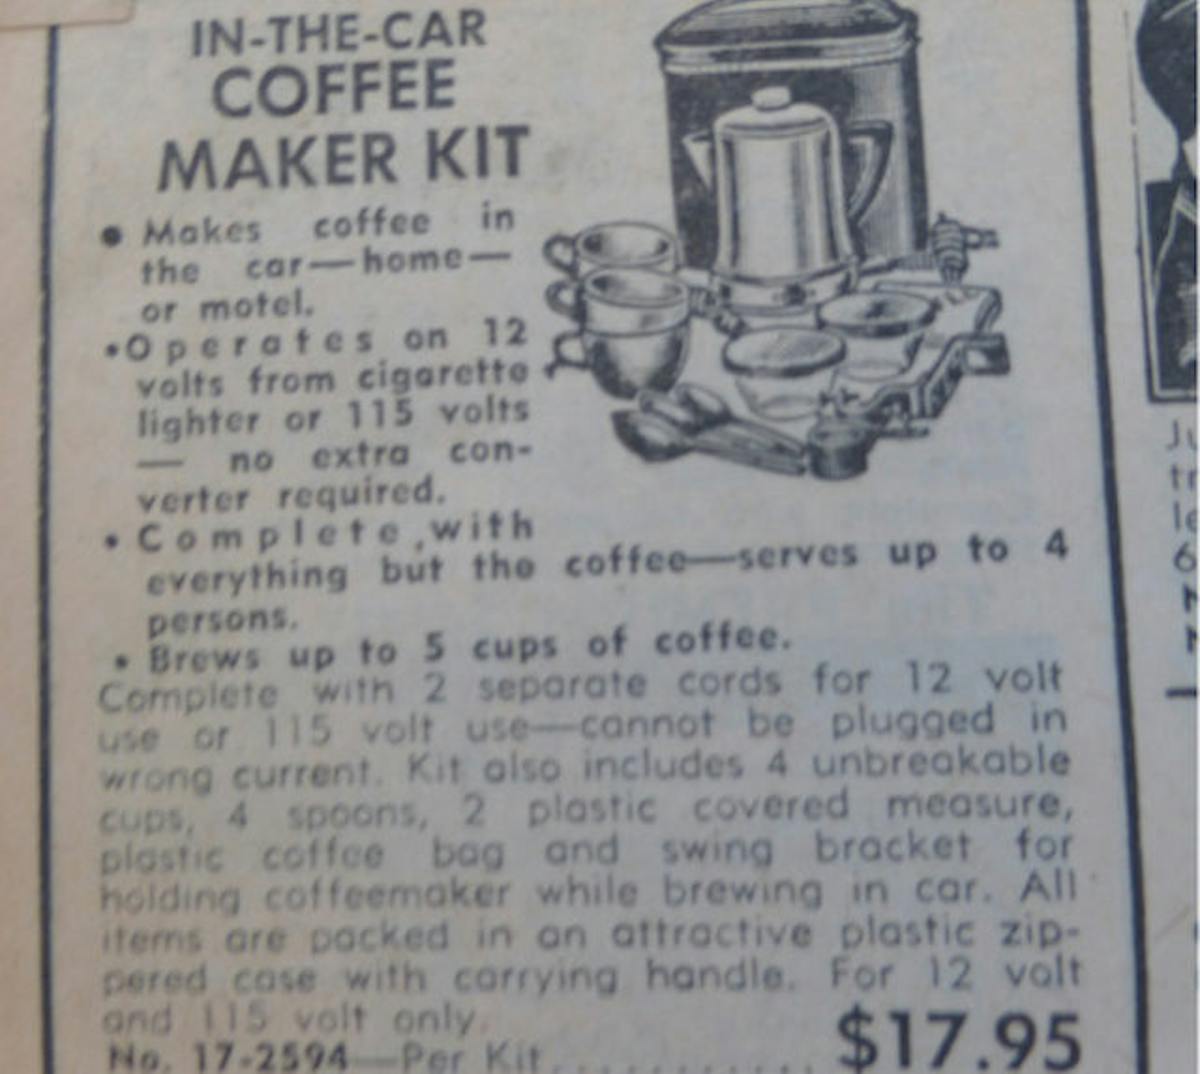 IN-THE-CAR
COFFEE
MAKER KIT
• Makes coffee in
the car—home—
or motel.
•Operates on 12
volts from cigarette
lighter or 115 volts
— no extra con-
verter required.
• Complete with
everything but the coffee—serves up to 4
persons.
• Brews up to 5 cups of coffee.
Complete with 2 separate cords for 12 volt
use or 115 volt use—cannot be plugged in
wrong current. Kit also includes 4 unbreakable
cups, 4 spoons, 2 plastic covered measure,
plastic coffee bag and swing bracket for
holding coffeemaker while brewing in car. All
items are packed in an attractive plastic zip-
pered case with carrying handle. For 12 volt
and 115 volt only.
No. 17-2594—Per Kit.............$17.95